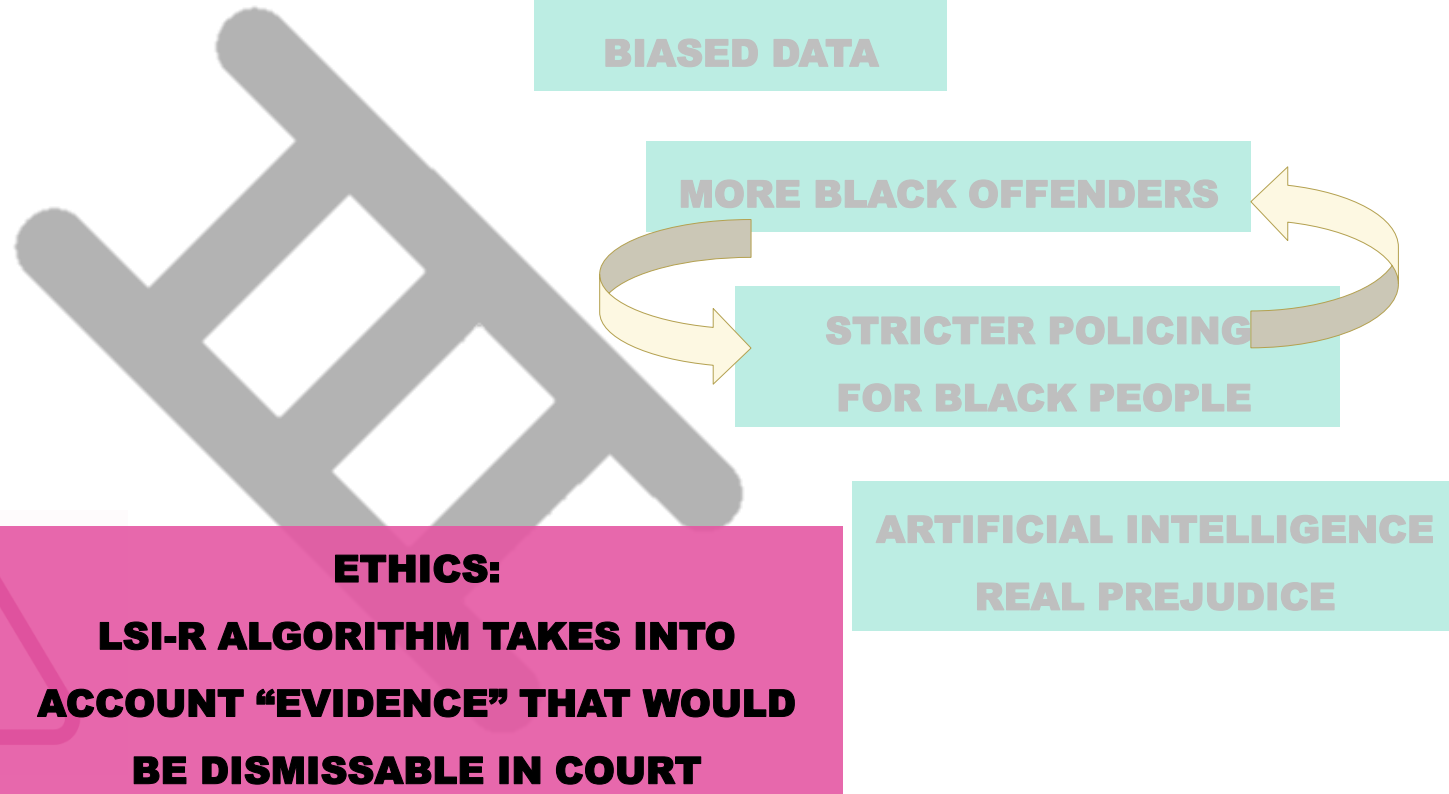 BIASED DATA
MORE BLACK OFFENDERS
STRICTER POLICING
FOR BLACK PEOPLE
ARTIFICIAL INTELLIGENCE
REAL PREJUDICE
ETHICS:
LSI-R ALGORITHM TAKES INTO
ACCOUNT “EVIDENCE” THAT WOULD
BE DISMISSABLE IN COURT